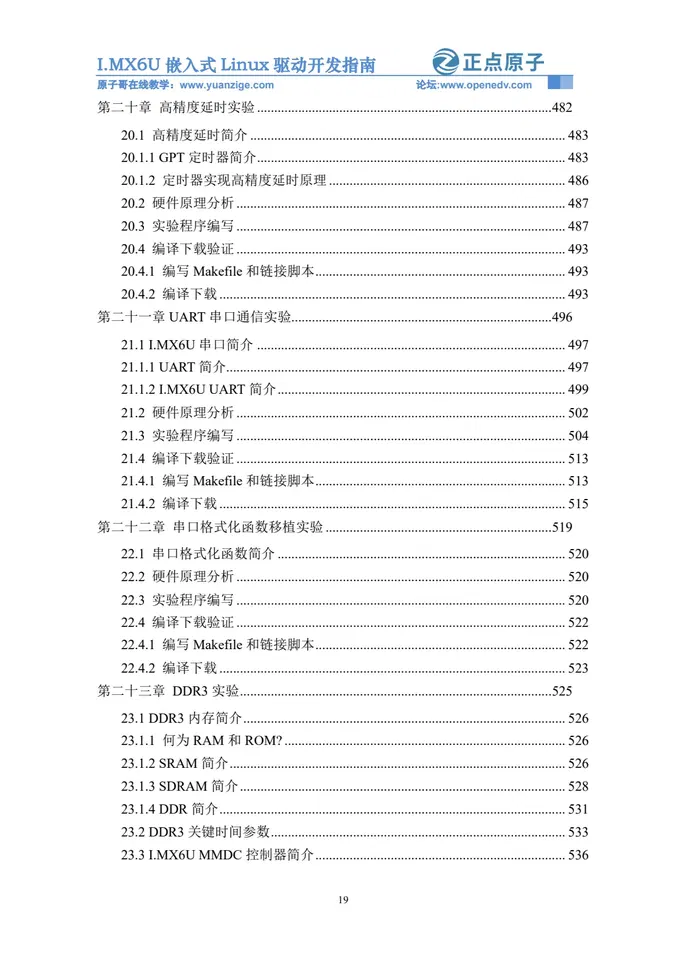 I.MX6U 嵌入式 Linux 驱动开发指南
正点原子
原子哥在线教学：www.yuanzige.com 论坛:www.openedv.com
第二十章 高精度延时实验 ......482
20.1 高精度延时简介 ...... 483
20.1.1 GPT 定时器简介...... 483
20.1.2 定时器实现高精度延时原理 ...... 486
20.2 硬件原理分析 ...... 487
20.3 实验程序编写 ...... 487
20.4 编译下载验证 ...... 493
20.4.1 编写 Makefile 和链接脚本...... 493
20.4.2 编译下载 ...... 493
第二十一章 UART 串口通信实验......496
21.1 I.MX6U 串口简介 ...... 497
21.1.1 UART 简介...... 497
21.1.2 I.MX6U UART 简介...... 499
21.2 硬件原理分析 ...... 502
21.3 实验程序编写 ...... 504
21.4 编译下载验证 ...... 513
21.4.1 编写 Makefile 和链接脚本...... 513
21.4.2 编译下载 ...... 515
第二十二章 串口格式化函数移植实验 ......519
22.1 串口格式化函数简介 ...... 520
22.2 硬件原理分析 ...... 520
22.3 实验程序编写 ...... 520
22.4 编译下载验证 ...... 522
22.4.1 编写 Makefile 和链接脚本...... 522
22.4.2 编译下载 ...... 523
第二十三章 DDR3 实验......525
23.1 DDR3 内存简介...... 526
23.1.1 何为 RAM 和 ROM? ...... 526
23.1.2 SRAM 简介...... 526
23.1.3 SDRAM 简介...... 528
23.1.4 DDR 简介...... 531
23.2 DDR3 关键时间参数...... 533
23.3 I.MX6U MMDC 控制器简介...... 536
19